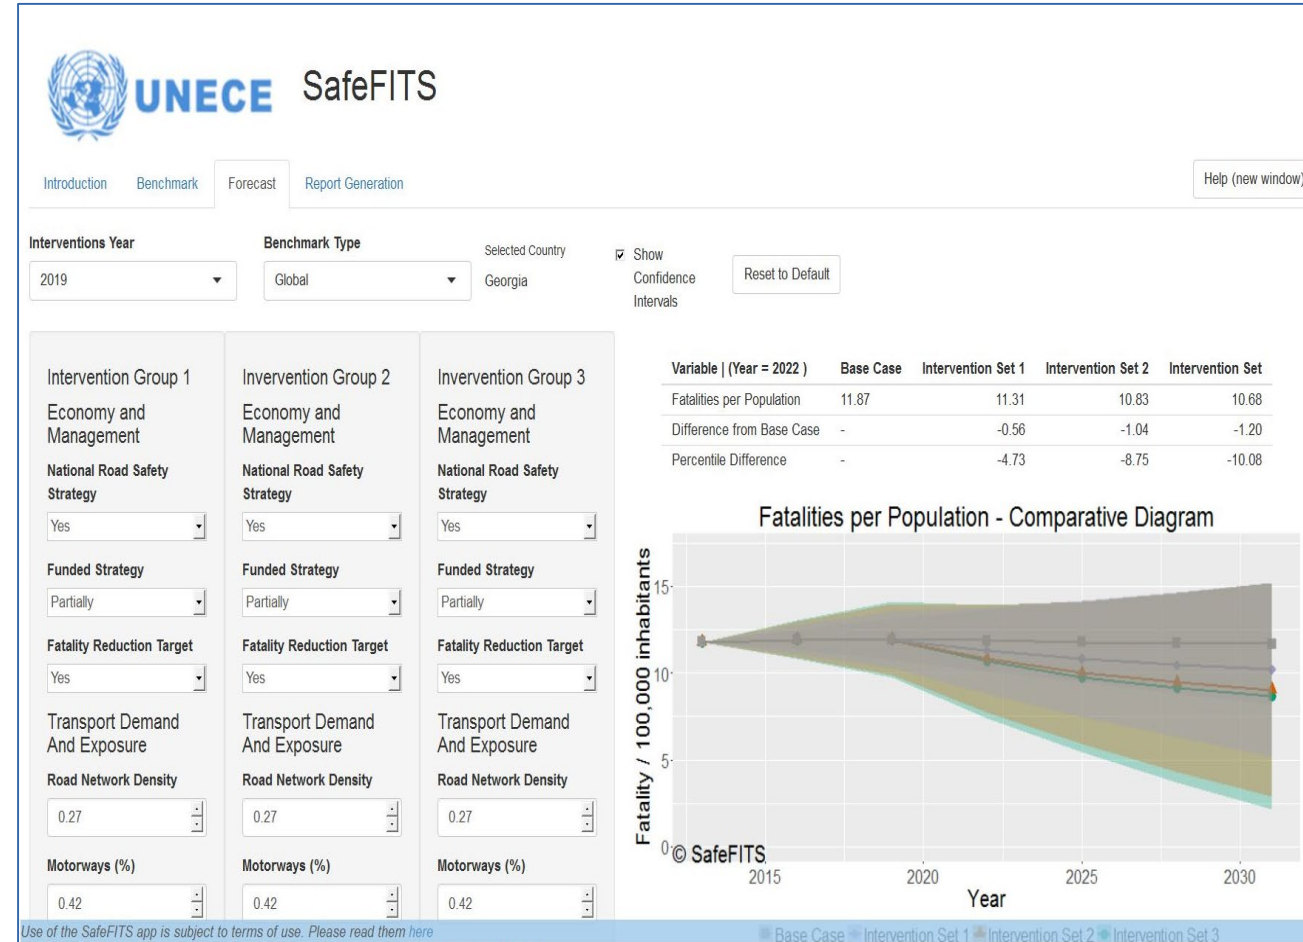 UNECE SafeFITS
Introduction Benchmark Forecast Report Generation Help (new window)
Interventions Year Benchmark Type Selected Country Show Confidence Intervals Reset to Default
2019 Global Georgia
Intervention Group 1
Economy and
Management
National Road Safety
Strategy
Yes
Funded Strategy
Partially
Fatality Reduction Target
Yes
Transport Demand
And Exposure
Road Network Density
0.27
Motorways (%)
0.42
Invervention Group 2
Economy and
Management
National Road Safety
Strategy
Yes
Funded Strategy
Partially
Fatality Reduction Target
Yes
Transport Demand
And Exposure
Road Network Density
0.27
Motorways (%)
0.42
Invervention Group 3
Economy and
Management
National Road Safety
Strategy
Yes
Funded Strategy
Partially
Fatality Reduction Target
Yes
Transport Demand
And Exposure
Road Network Density
0.27
Motorways (%)
0.42
Variable | (Year = 2022 ) Base Case Intervention Set 1 Intervention Set 2 Intervention Set
Fatalities per Population 11.87 11.31 10.83 10.68
Difference from Base Case - -0.56 -1.04 -1.20
Percentile Difference - -4.73 -8.75 -10.08
Fatalities per Population - Comparative Diagram
Fatality / 100,000 inhabitants
15
10
5
0
© SafeFITS
2015 2020 2025 2030
Year
Base Case Intervention Set 1 Intervention Set 2 Intervention Set 3
Use of the SafeFITS app is subject to terms of use. Please read them here